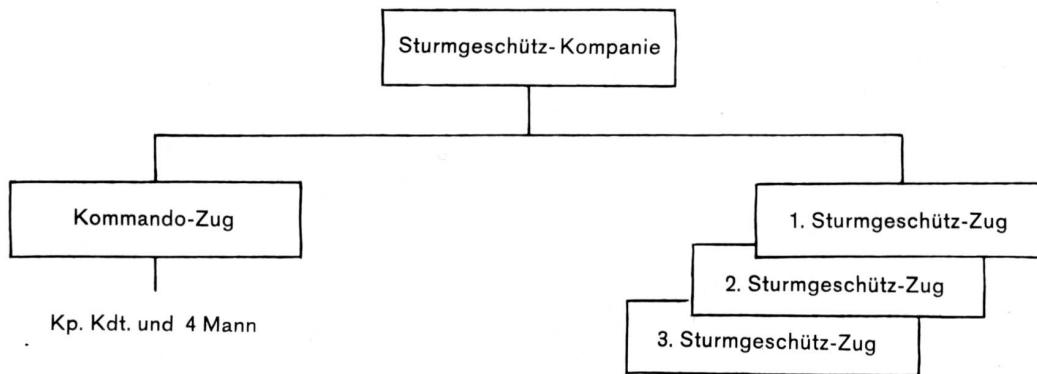 Sturmgeschütz-Kompanie
Kommando-Zug
Kp. Kdt. und 4 Mann
1. Sturmgeschütz-Zug
2. Sturmgeschütz-Zug
3. Sturmgeschütz-Zug